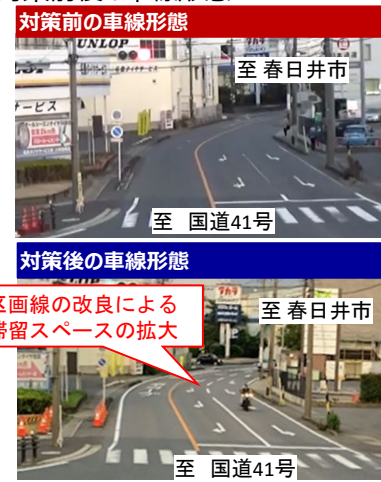 対策前の車線形態
UNLOP
ービス
至 春日井市
至 国道41号
対策後の車線形態
タカラ
区画線の改良による
滞留スペースの拡大
至 春日井市
至 国道41号